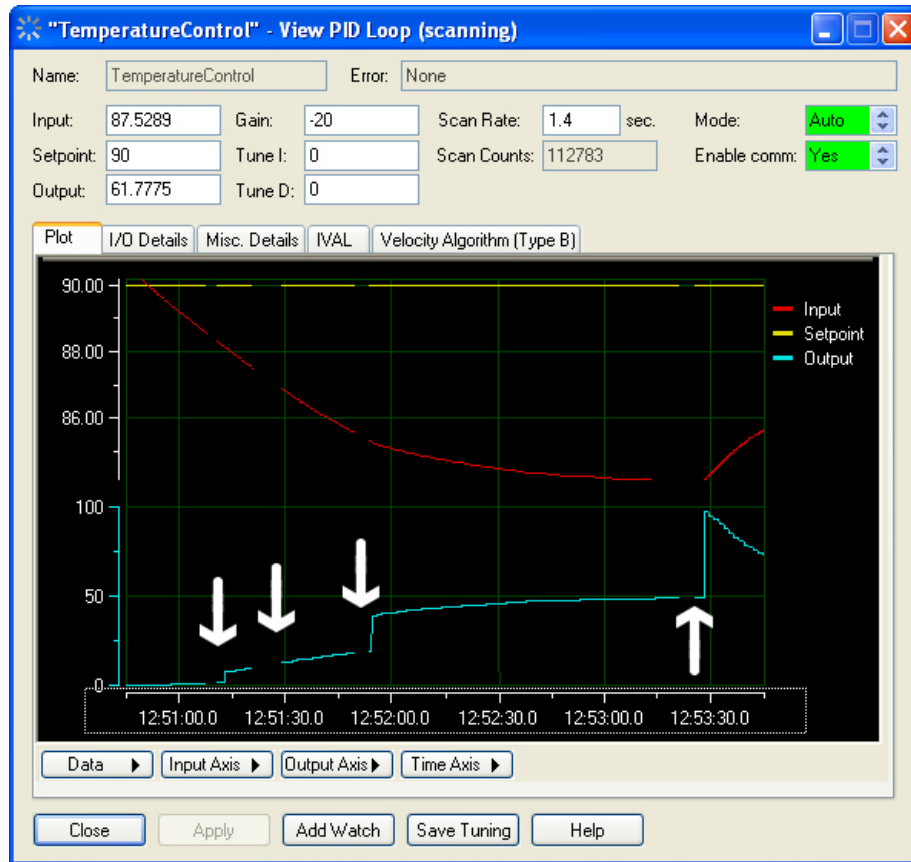 "TemperatureControl" - View PID Loop (scanning)
Name: TemperatureControl Error: None
Input: 87.5289 Gain: -20 Scan Rate: 1.4 sec. Mode: Auto
Setpoint: 90 Tune I: 0 Scan Counts: 112783 Enable comm: Yes
Output: 61.7775 Tune D: 0
Plot I/O Details Misc. Details IVAL Velocity Algorithm (Type B)
90.00
Input
Setpoint
88.00
Output
86.00
100
50
0
12:51:00.0 12:51:30.0 12:52:00.0 12:52:30.0 12:53:00.0 12:53:30.0
Data Input Axis Output Axis Time Axis
Close Apply Add Watch Save Tuning Help